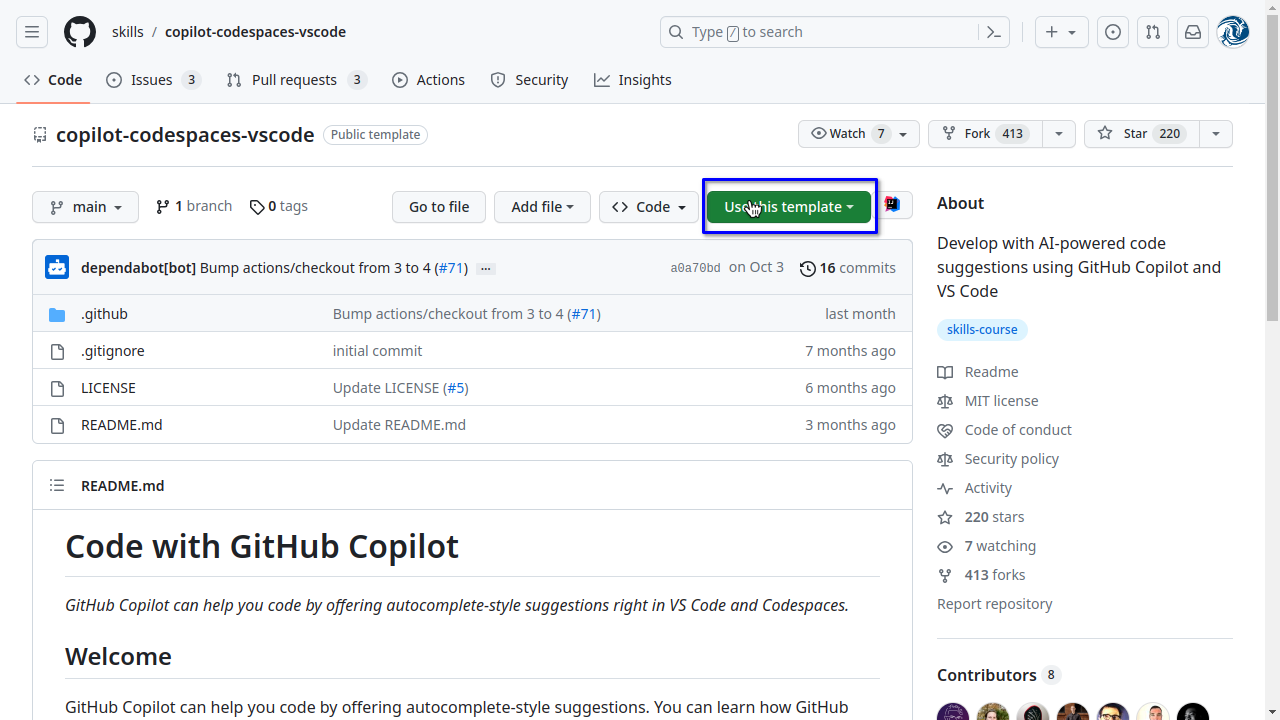 skills / copilot-codespaces-vscode
Type / to search
Code
Issues 3
Pull requests 3
Actions
Security
Insights
copilot-codespaces-vscode Public template
Watch 7
Fork 413
Star 220
main
1 branch
0 tags
Go to file
Add file
Code
Use this template
dependabot[bot] Bump actions/checkout from 3 to 4 (#71) ... a0a70bd on Oct 3 16 commits
.github Bump actions/checkout from 3 to 4 (#71) last month
.gitignore initial commit 7 months ago
LICENSE Update LICENSE (#5) 6 months ago
README.md Update README.md 3 months ago
README.md
Code with GitHub Copilot
GitHub Copilot can help you code by offering autocomplete-style suggestions right in VS Code and Codespaces.
Welcome
GitHub Copilot can help you code by offering autocomplete-style suggestions. You can learn how GitHub
About
Develop with AI-powered code
suggestions using GitHub Copilot and
VS Code
skills-course
Readme
MIT license
Code of conduct
Security policy
Activity
220 stars
7 watching
413 forks
Report repository
Contributors 8